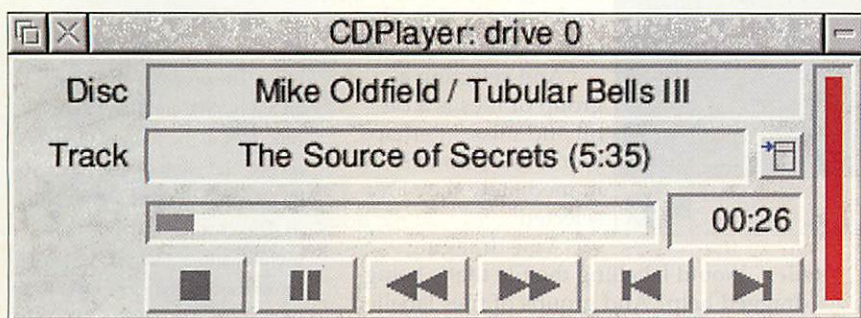 CDPlayer: drive 0
Disc Mike Oldfield / Tubular Bells III
Track The Source of Secrets (5:35)
00:26